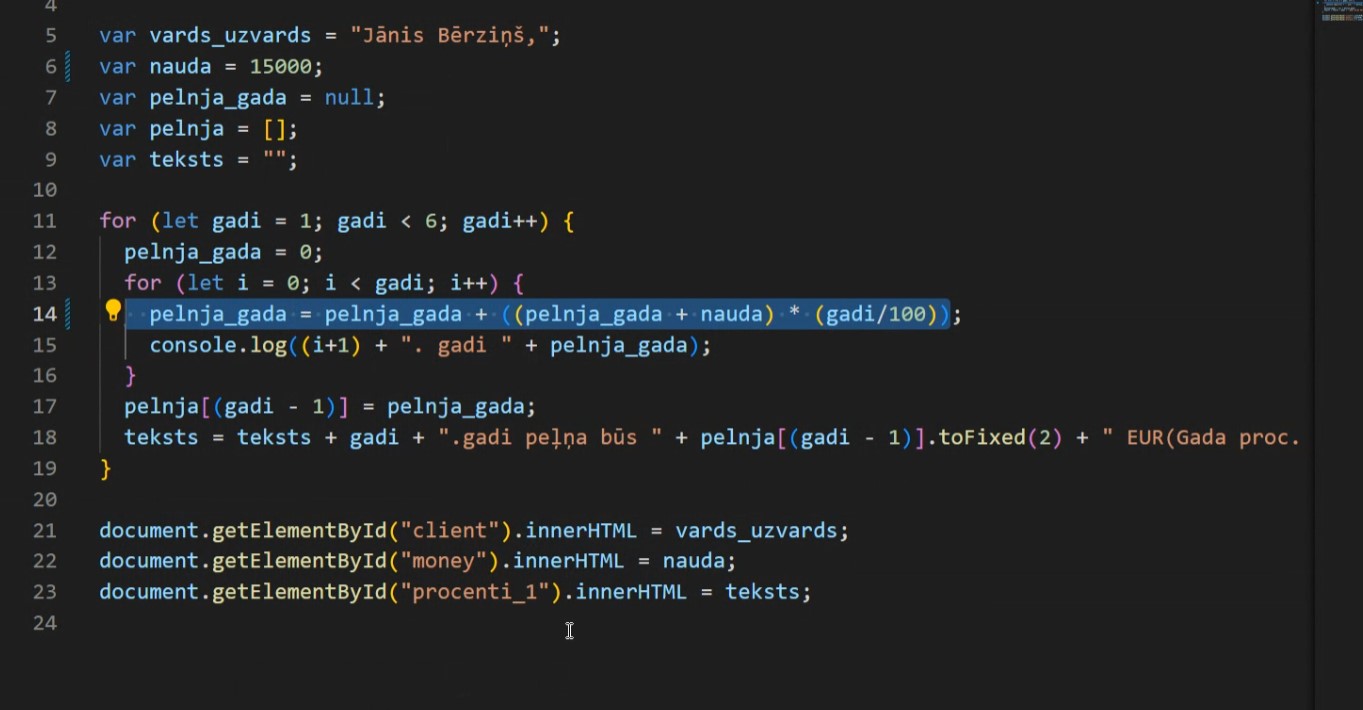 4
5 var vards_uzvards = "Jānis Bērziņš,";
6 var nauda = 15000;
7 var pelnja_gada = null;
8 var pelnja = [];
9 var teksts = "";
10
11 for (let gadi = 1; gadi < 6; gadi++) {
12 pelnja_gada = 0;
13 for (let i = 0; i < gadi; i++) {
14 pelnja_gada = pelnja_gada + ((pelnja_gada + nauda) * (gadi/100));
15 console.log((i+1) + ". gadi " + pelnja_gada);
16 }
17 pelnja[(gadi - 1)] = pelnja_gada;
18 teksts = teksts + gadi + ".gadi peļņa būs " + pelnja[(gadi - 1)].toFixed(2) + " EUR(Gada proc.
19 }
20
21 document.getElementById("client").innerHTML = vards_uzvards;
22 document.getElementById("money").innerHTML = nauda;
23 document.getElementById("procenti_1").innerHTML = teksts;
24